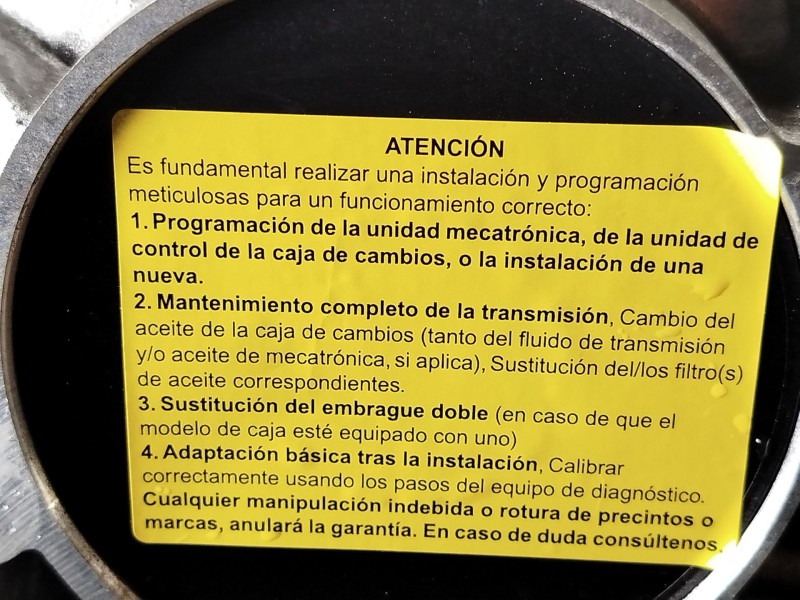 ATENCIÓN
Es fundamental realizar una instalación y programación
meticulosas para un funcionamiento correcto:
1. Programación de la unidad mecatrónica, de la unidad de
control de la caja de cambios, o la instalación de una
nueva.
2. Mantenimiento completo de la transmisión, Cambio del
aceite de la caja de cambios (tanto del fluido de transmisión
y/o aceite de mecatrónica, si aplica), Sustitución del/los filtro(s)
de aceite correspondientes.
3. Sustitución del embrague doble (en caso de que el
modelo de caja esté equipado con uno)
4. Adaptación básica tras la instalación, Calibrar
correctamente usando los pasos del equipo de diagnóstico.
Cualquier manipulación indebida o rotura de precintos o
marcas, anulará la garantía. En caso de duda consúltenos.